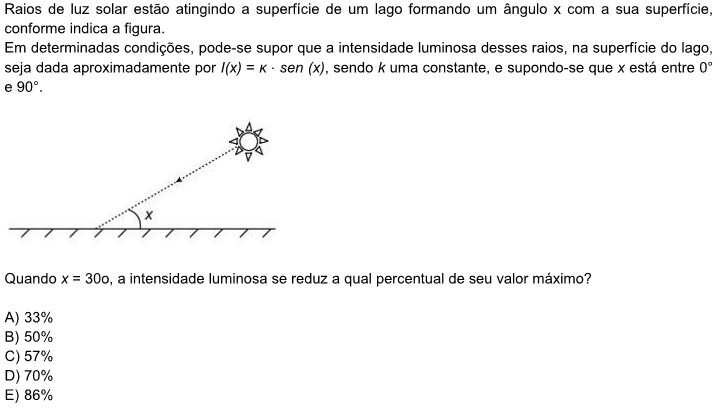 Raios de luz solar estão atingindo a superfície de um lago formando um ângulo x com a sua superfície,
conforme indica a figura.
Em determinadas condições, pode-se supor que a intensidade luminosa desses raios, na superfície do lago,
seja dada aproximadamente por I(x) = K · sen (x), sendo k uma constante, e supondo-se que x está entre 0°
e 90°.
x
Quando x = 30o, a intensidade luminosa se reduz a qual percentual de seu valor máximo?
A) 33%
B) 50%
C) 57%
D) 70%
E) 86%